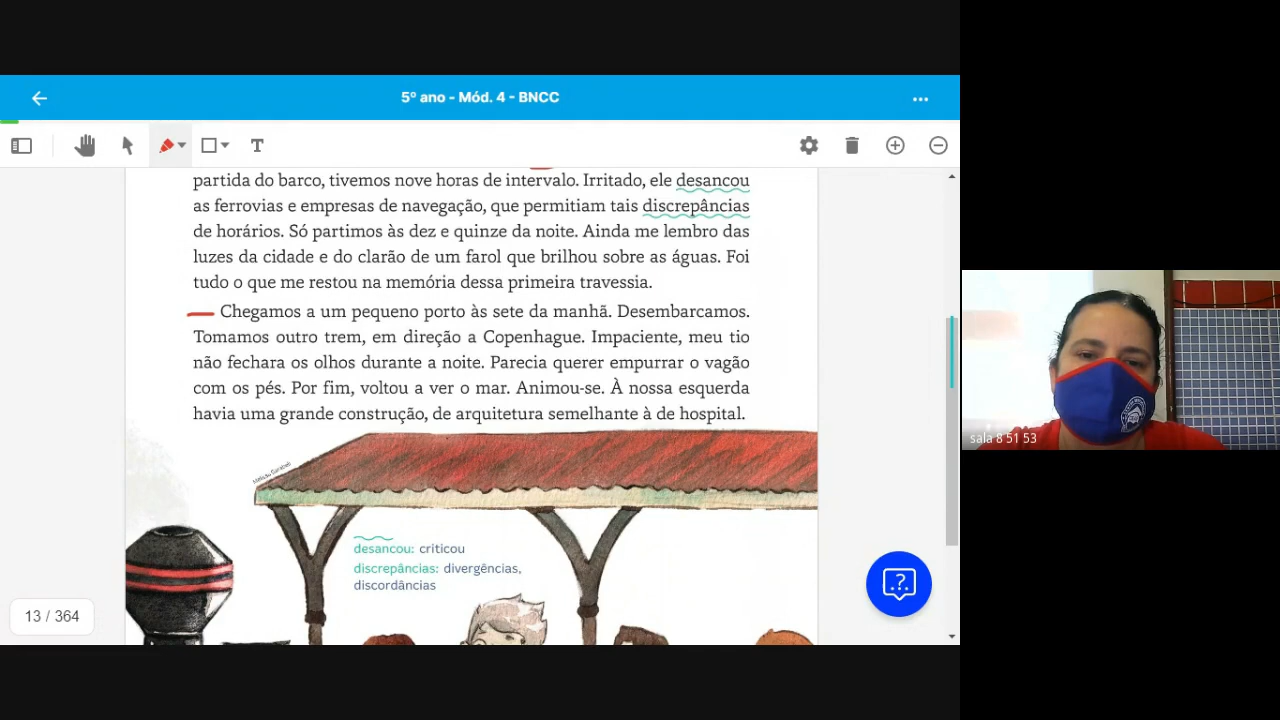 5º ano - Mód. 4 - BNCC
T
partida do barco, tivemos nove horas de intervalo. Irritado, ele desancou
as ferrovias e empresas de navegação, que permitiam tais discrepâncias
de horários. Só partimos às dez e quinze da noite. Ainda me lembro das
luzes da cidade e do clarão de um farol que brilhou sobre as águas. Foi
tudo o que me restou na memória dessa primeira travessia.
Chegamos a um pequeno porto às sete da manhã. Desembarcamos.
Tomamos outro trem, em direção a Copenhague. Impaciente, meu tio
não fechara os olhos durante a noite. Parecia querer empurrar o vagão
com os pés. Por fim, voltou a ver o mar. Animou-se. À nossa esquerda
havia uma grande construção, de arquitetura semelhante à de hospital.
desancou: criticou
discrepâncias: divergências,
discordâncias
13 / 364
sala 8 51 53